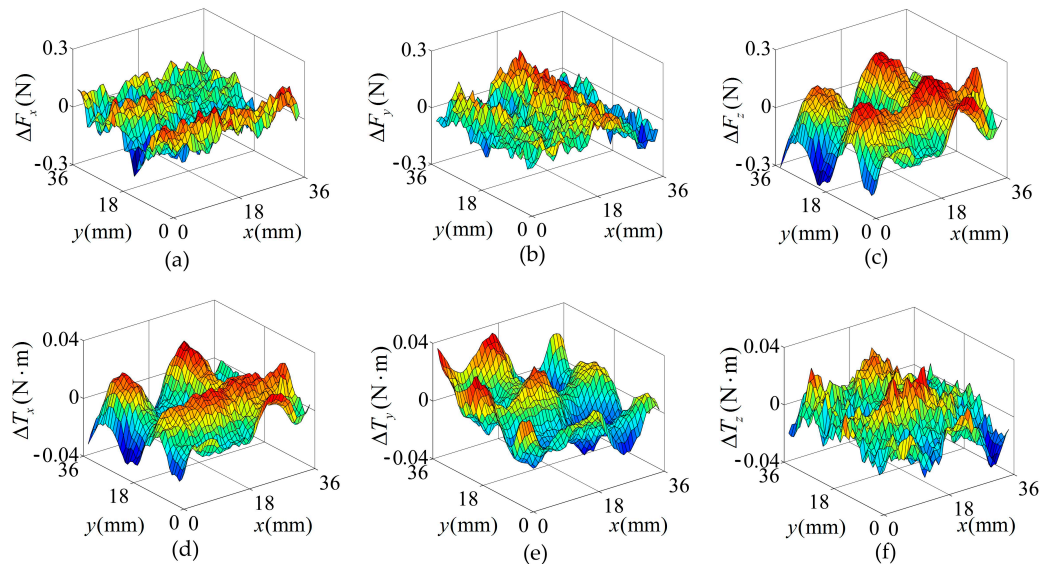 0.3
0
-0.3
ΔFx (N)
36
18
0
y(mm)
0
18
36
x(mm)
(a)
0.3
0
-0.3
ΔFy (N)
36
18
0
y(mm)
0
18
36
x(mm)
(b)
0.3
0
-0.3
ΔFz (N)
36
18
0
y(mm)
0
18
36
x(mm)
(c)
0.04
0
-0.04
ΔTx (N·m)
36
18
0
y(mm)
0
18
36
x(mm)
(d)
0.04
0
-0.04
ΔTy (N·m)
36
18
0
y(mm)
0
18
36
x(mm)
(e)
0.04
0
-0.04
ΔTz (N·m)
36
18
0
y(mm)
0
18
36
x(mm)
(f)